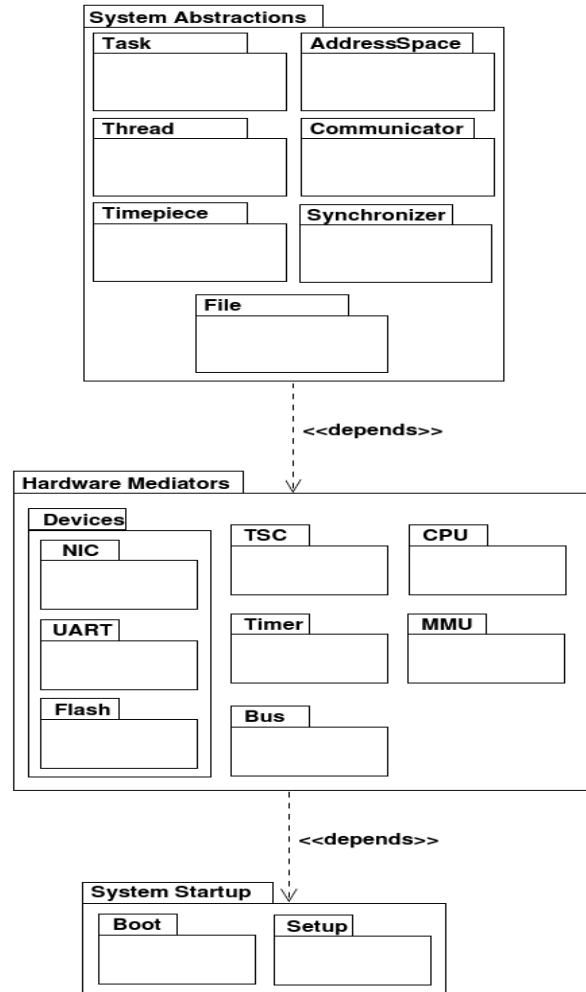 System Abstractions
Task
AddressSpace
Thread
Communicator
Timepiece
Synchronizer
File
<<depends>>
Hardware Mediators
Devices
NIC
TSC
CPU
UART
Timer
MMU
Flash
Bus
<<depends>>
System Startup
Boot
Setup